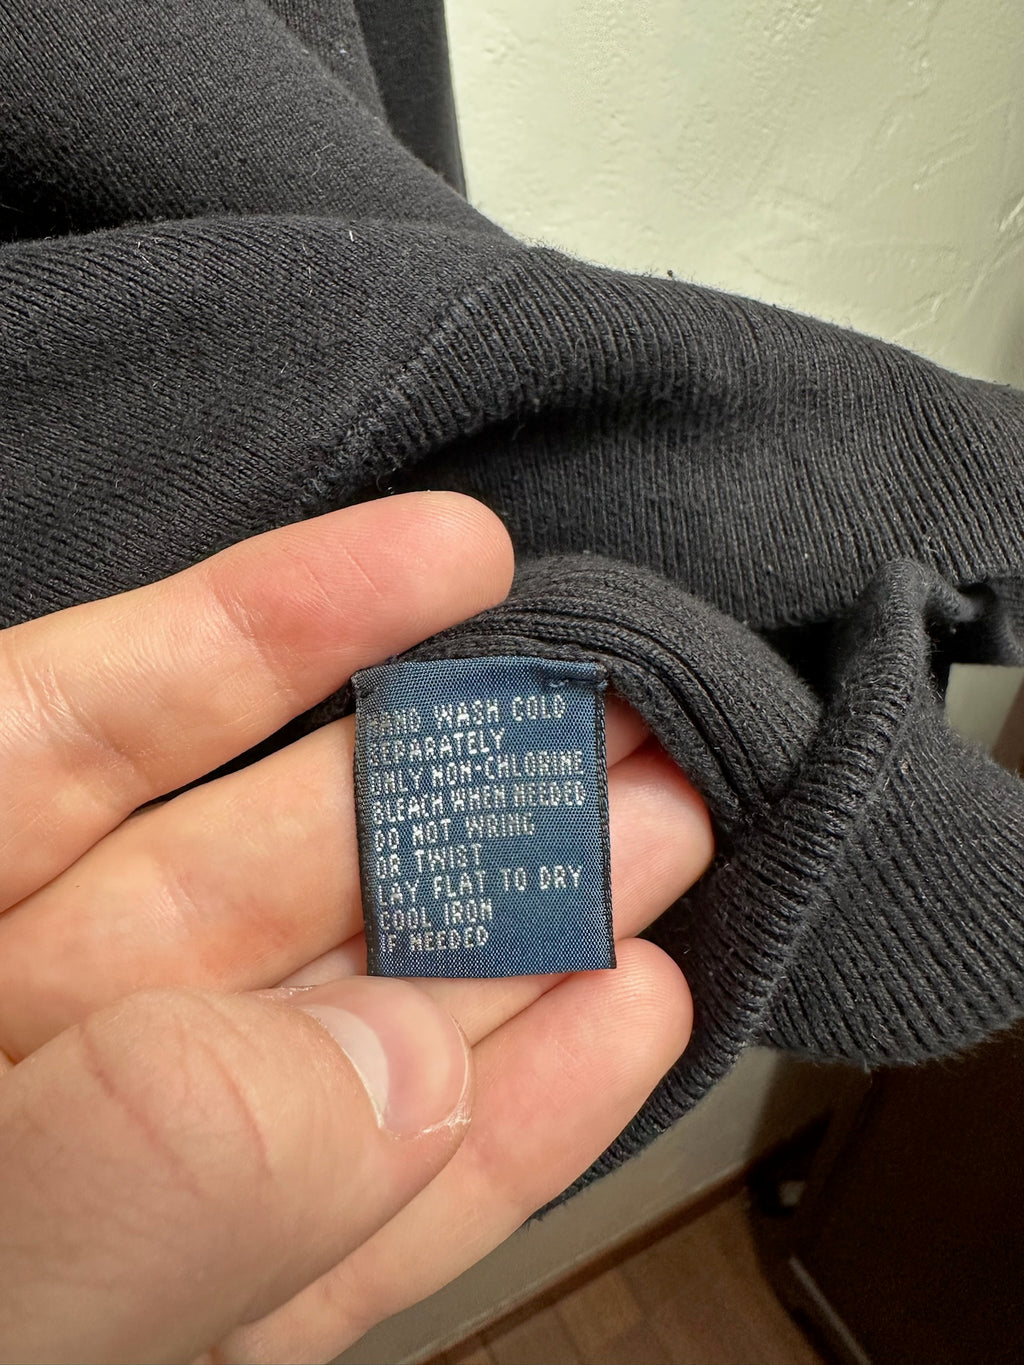 HAND WASH COLD
SEPARATELY
ONLY NON-CHLORINE
BLEACH WHEN NEEDED
DO NOT WRING
OR TWIST
LAY FLAT TO DRY
COOL IRON
IF NEEDED